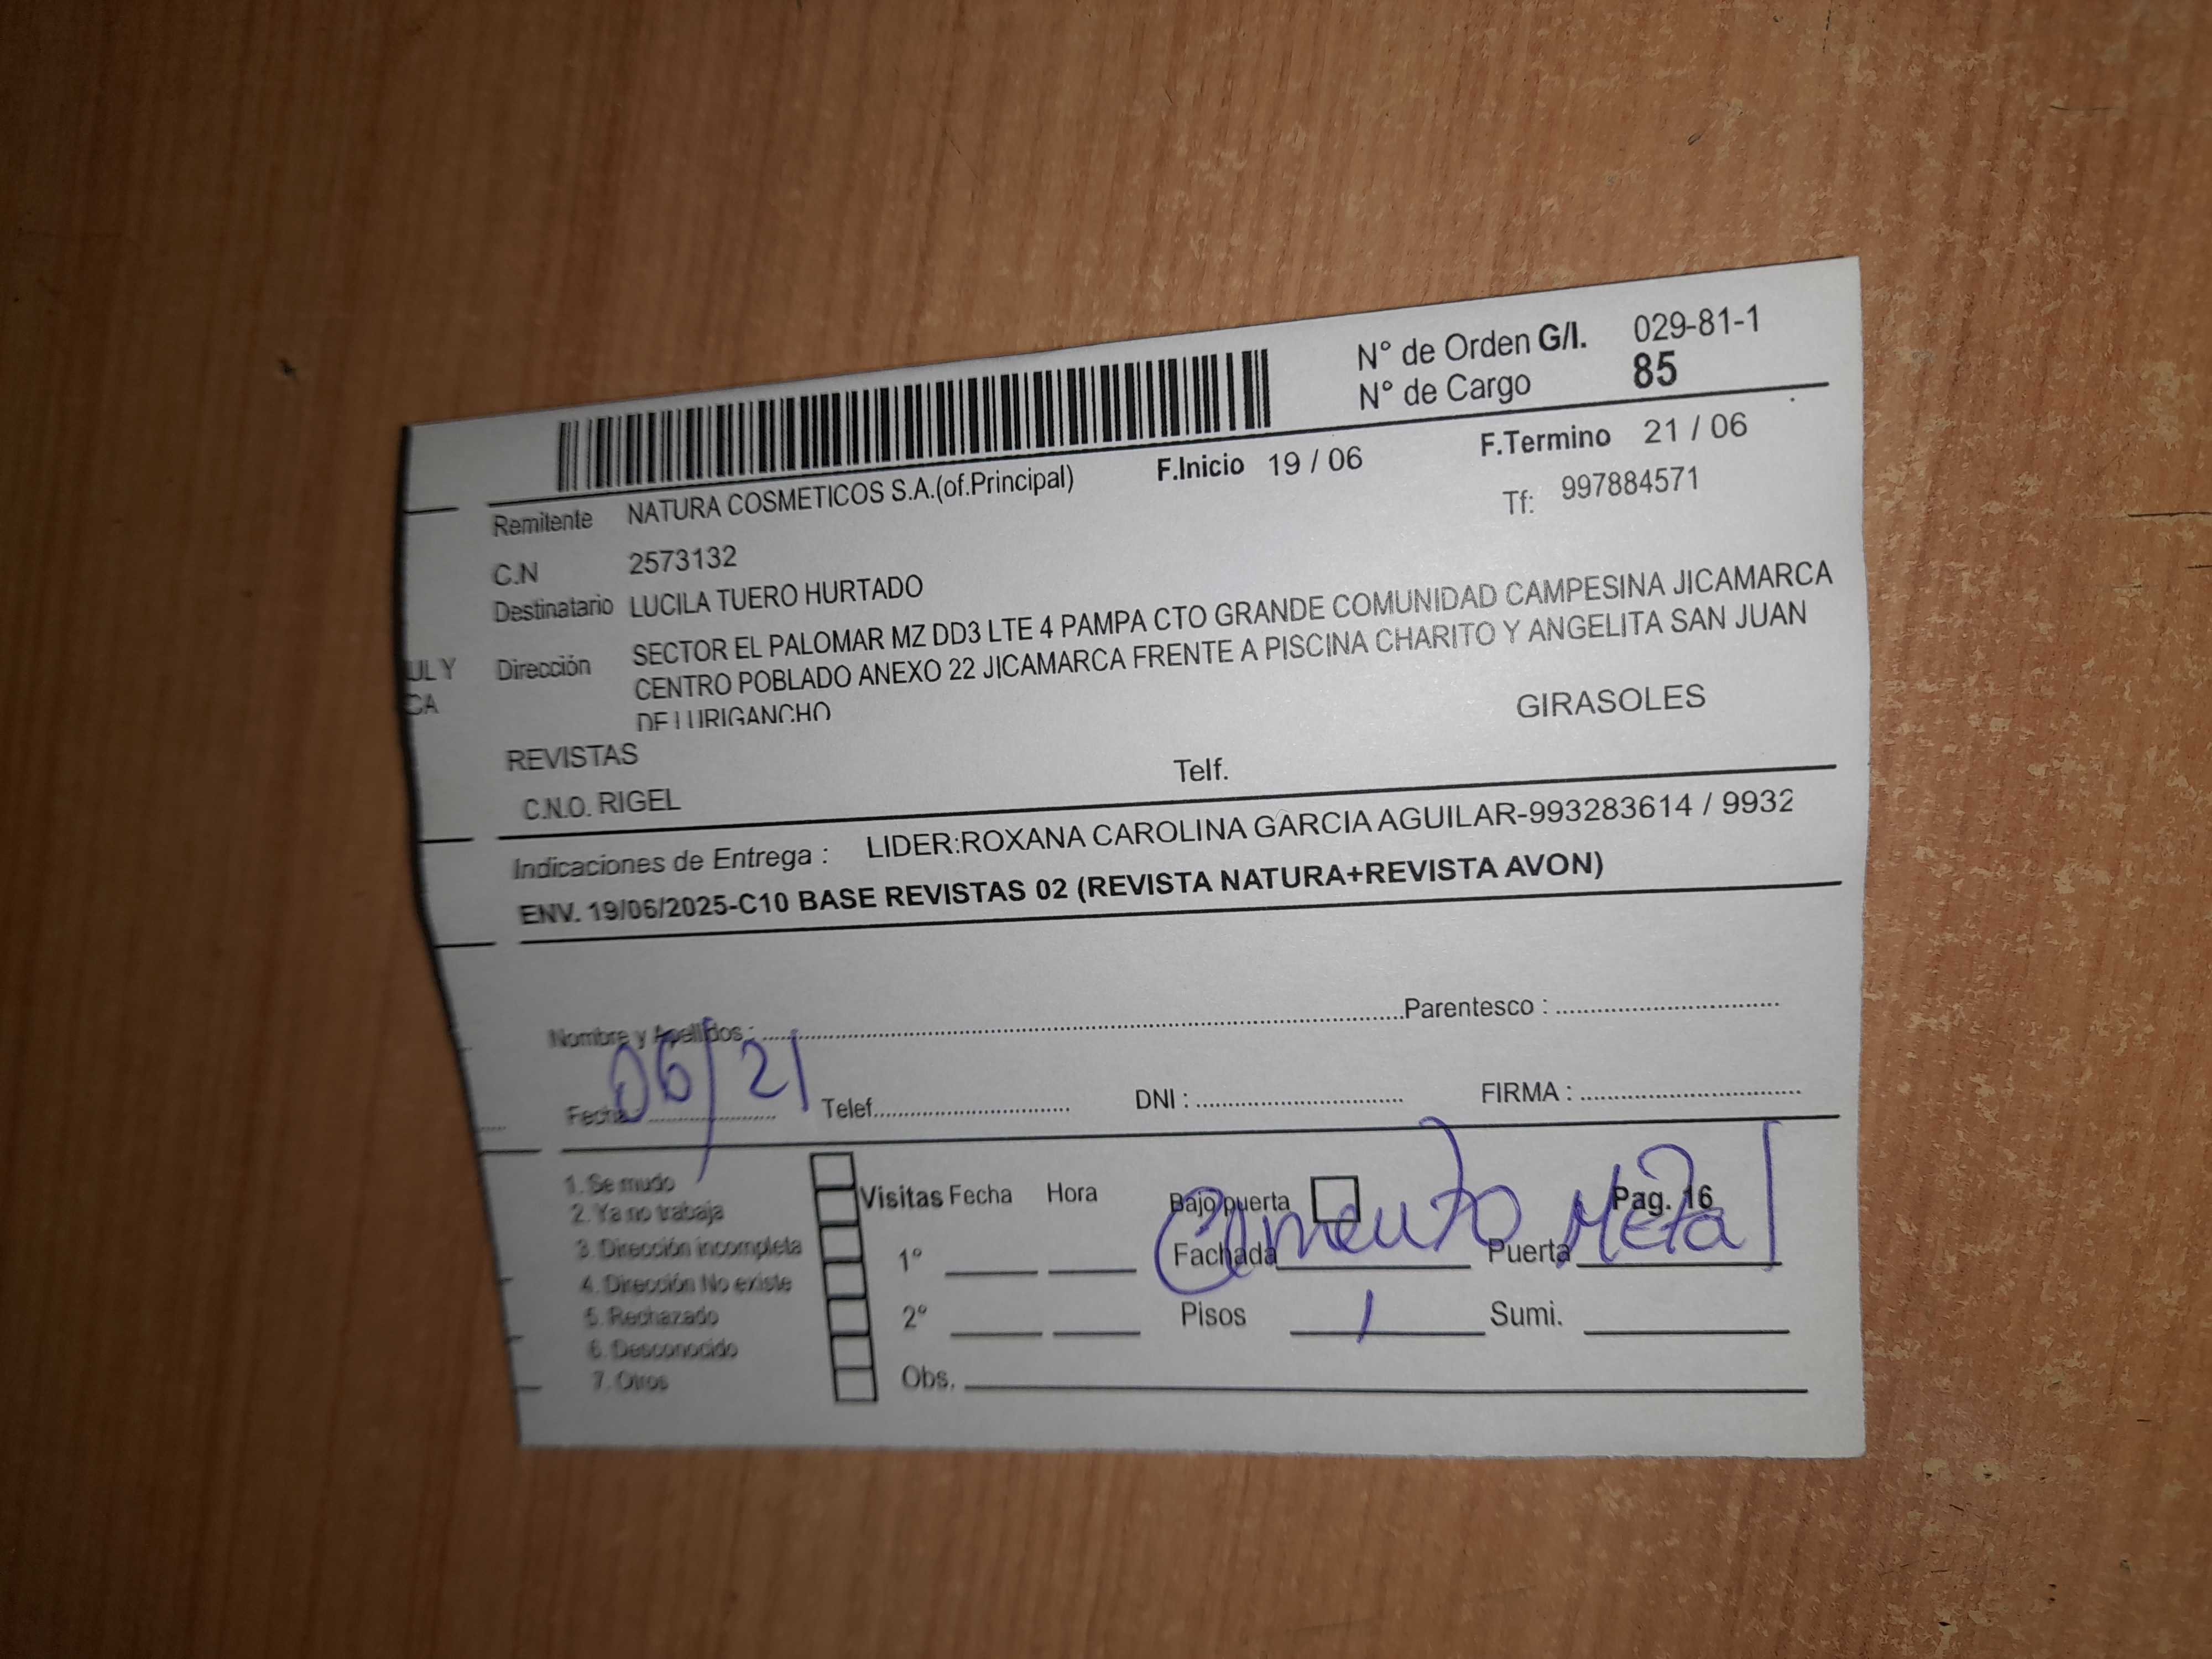 N° de Orden G/I. 029-81-1
N° de Cargo 85
F.Inicio 19 / 06 F.Termino 21 / 06
Remitente NATURA COSMETICOS S.A.(of.Principal)
Tf: 997884571
C.N 2573132
Destinatario LUCILA TUERO HURTADO
UL Y
CA
Dirección SECTOR EL PALOMAR MZ DD3 LTE 4 PAMPA CTO GRANDE COMUNIDAD CAMPESINA JICAMARCA
CENTRO POBLADO ANEXO 22 JICAMARCA FRENTE A PISCINA CHARITO Y ANGELITA SAN JUAN
DE LURIGANCHO
GIRASOLES
REVISTAS
C.N.O. RIGEL Telf.
Indicaciones de Entrega : LIDER:ROXANA CAROLINA GARCIA AGUILAR-993283614 / 9932
ENV. 19/06/2025-C10 BASE REVISTAS 02 (REVISTA NATURA+REVISTA AVON)
Nombre y Apellidos : Parentesco :
Fecha 06/21 Telef. DNI : FIRMA :
1. Se mudo
2. Ya no trabaja
3. Dirección incompleta
4. Dirección No existe
5. Rechazado
6. Desconocido
7. Otros
Visitas Fecha Hora Bajo puerta Pag. 16
1° Fachada Cemento Puerta Metal
2° Pisos 1 Sumi.
Obs.